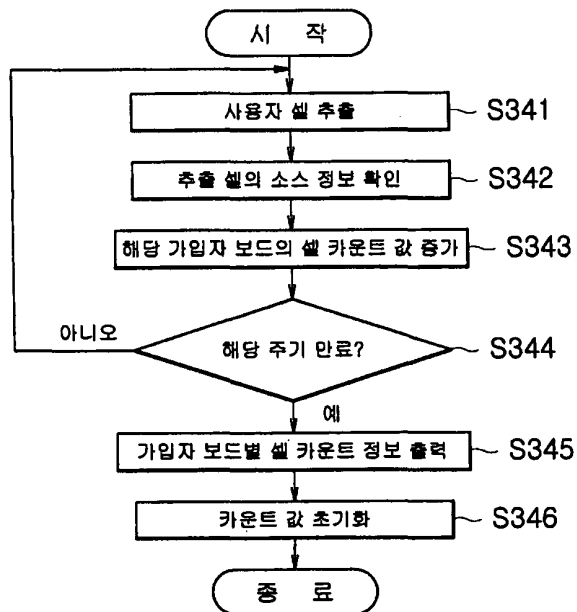 시 작
사용자 셀 추출 S341
추출 셀의 소스 정보 확인 S342
해당 가입자 보드의 셀 카운트 값 증가 S343
아니오
해당 주기 만료? S344
예
가입자 보드별 셀 카운트 정보 출력 S345
카운트 값 초기화 S346
종 료